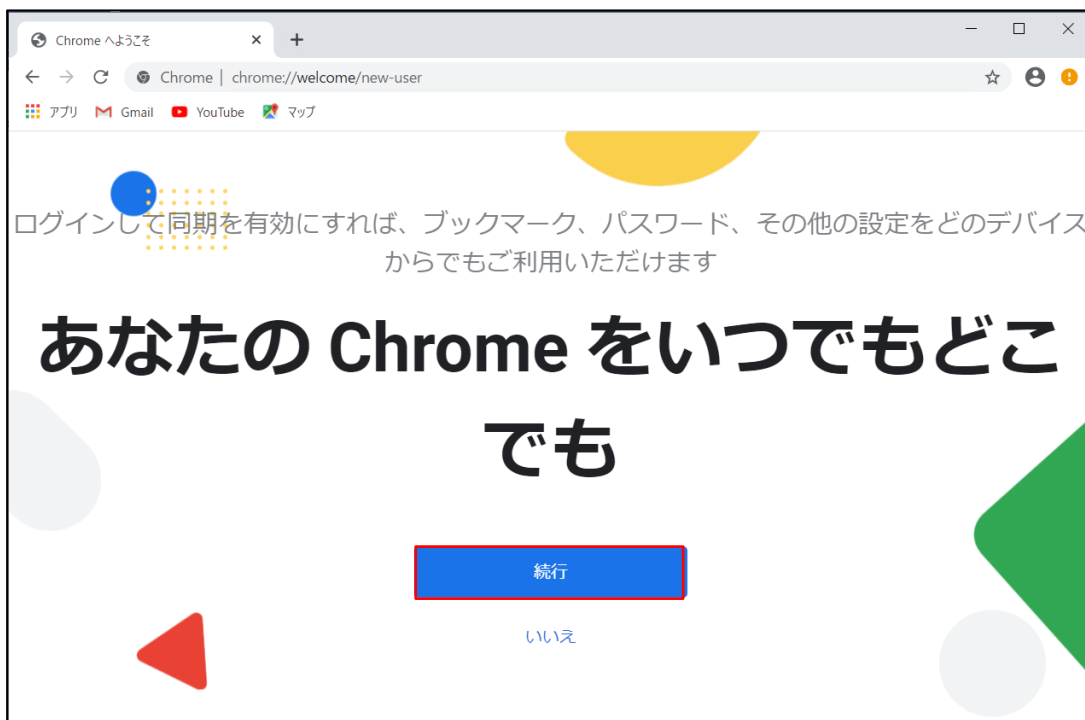 Chrome へようこそ
Chrome | chrome://welcome/new-user
アプリ Gmail YouTube マップ
ログインして同期を有効にすれば、ブックマーク、パスワード、その他の設定をどのデバイス
からでもご利用いただけます
あなたの Chrome をいつでもどこ
でも
続行
いいえ